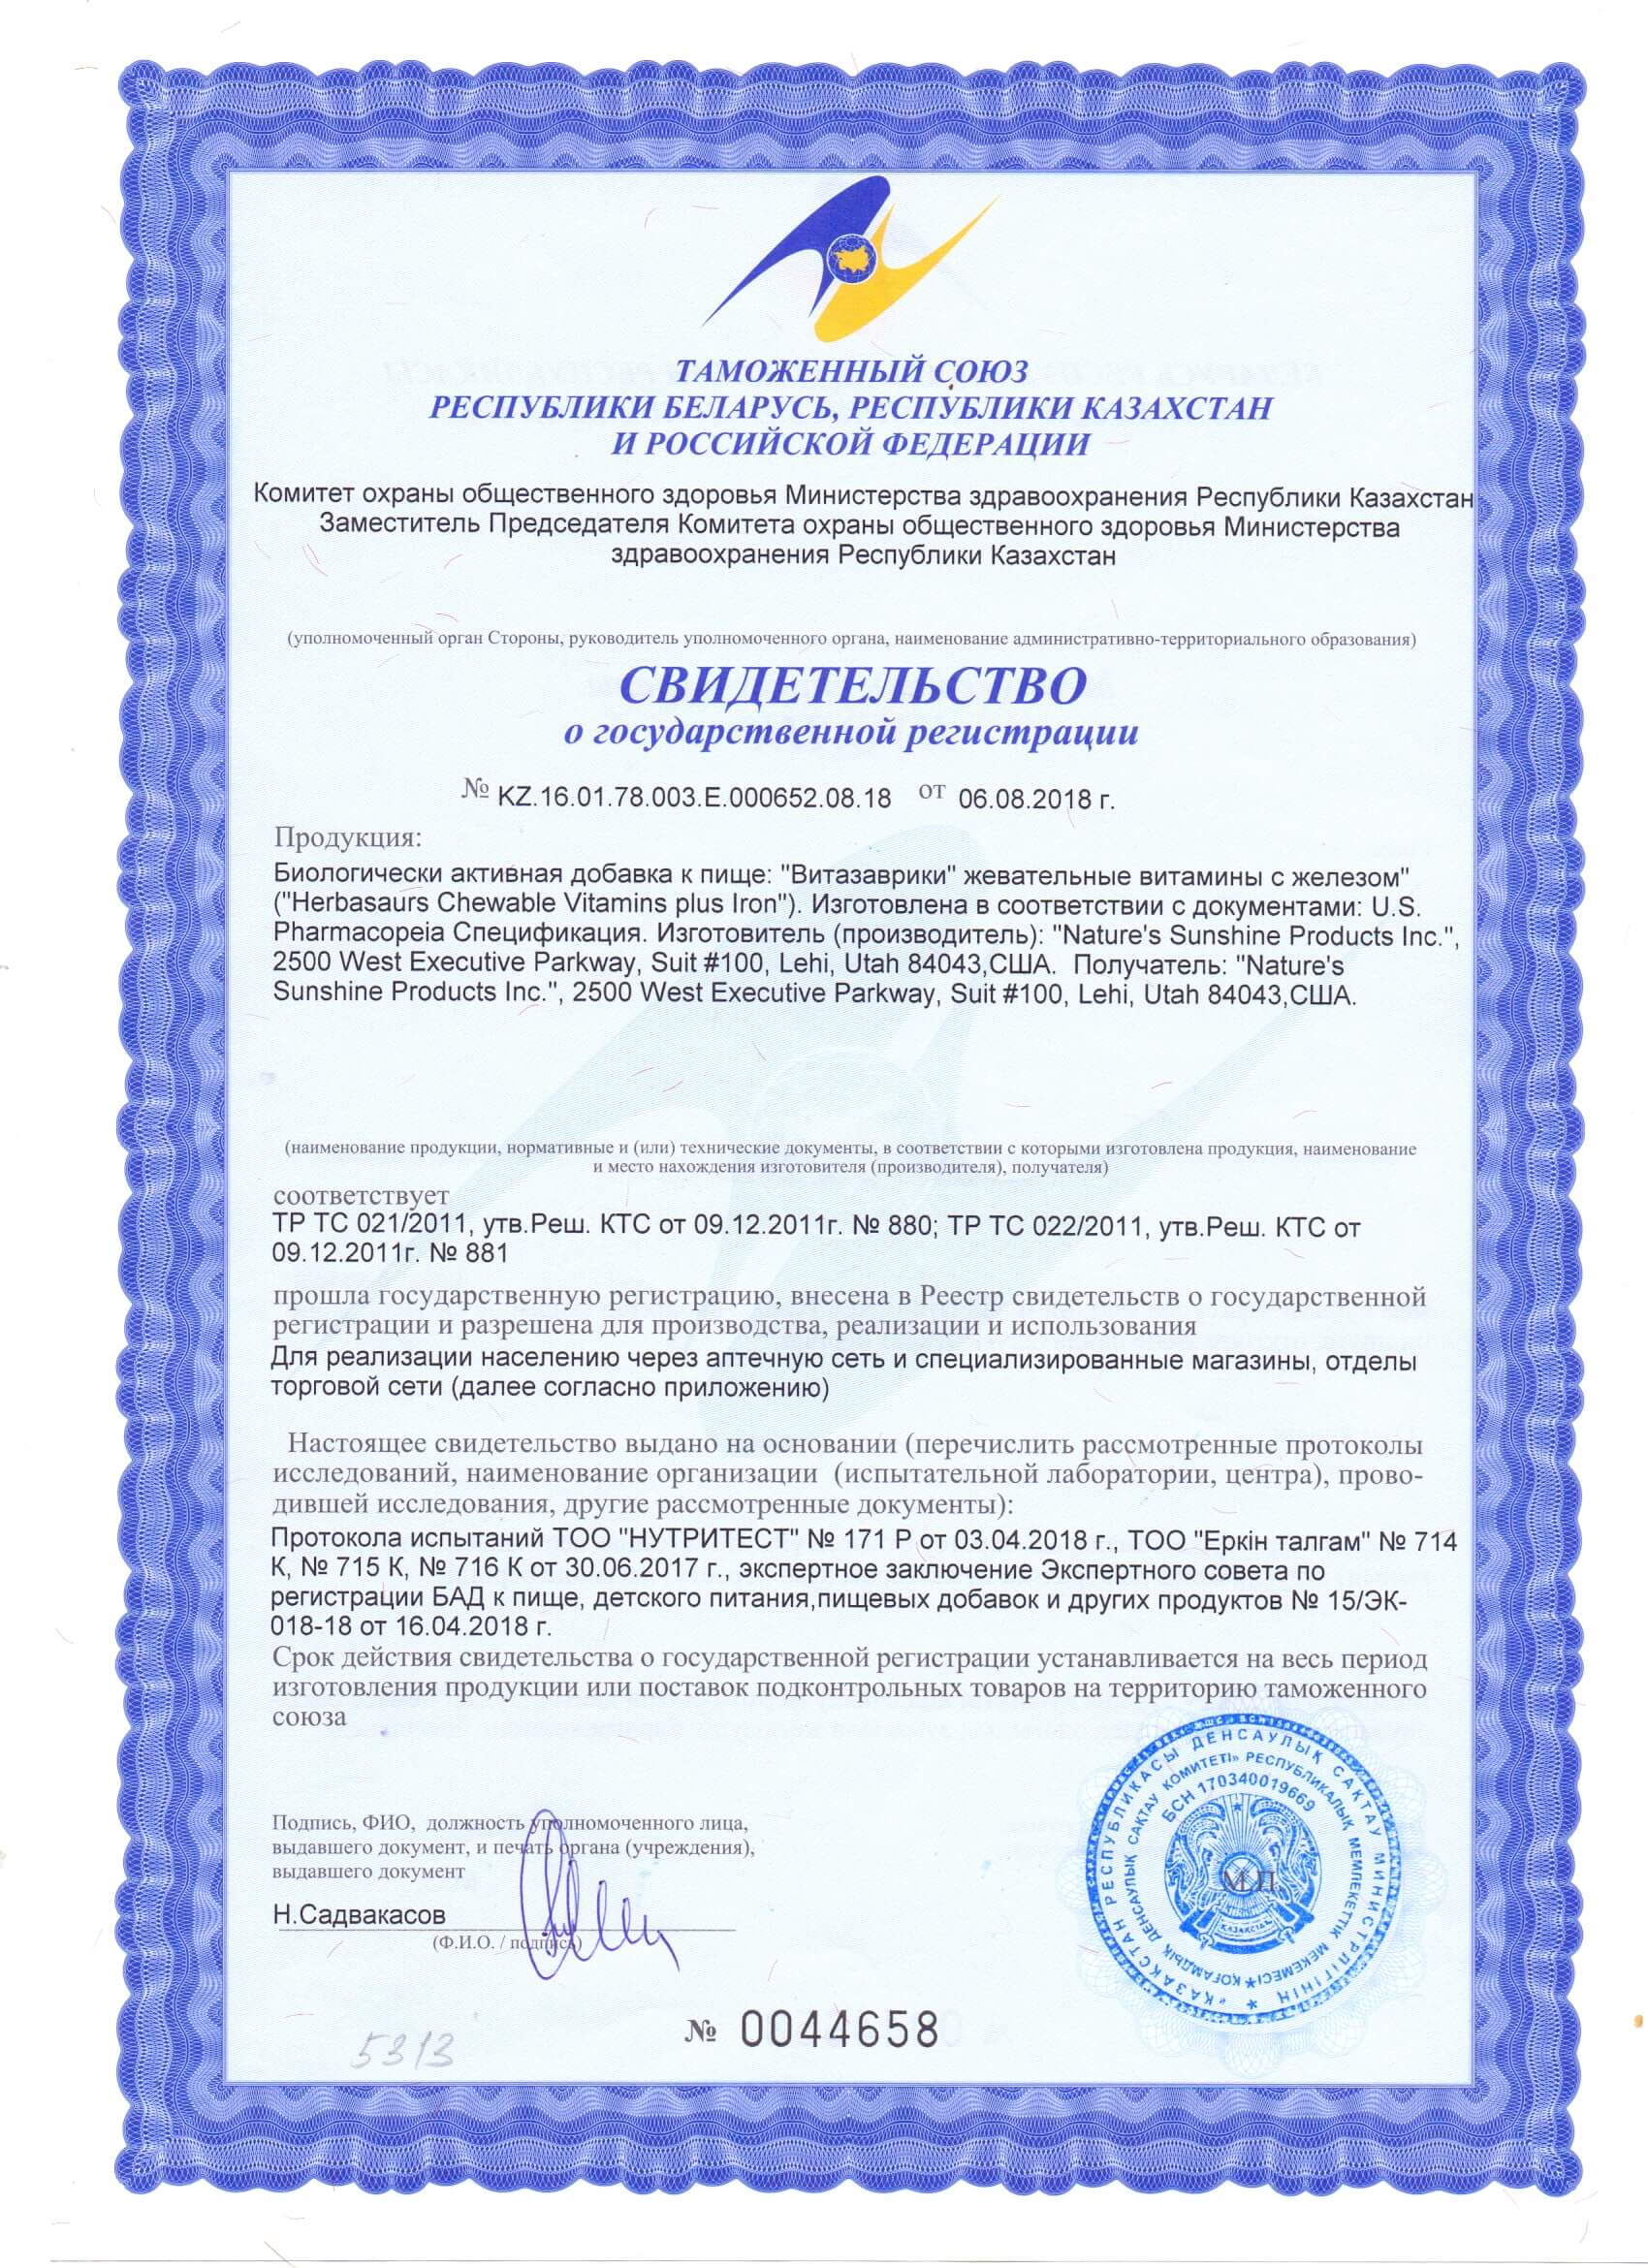 ТАМОЖЕННЫЙ СОЮЗ
РЕСПУБЛИКИ БЕЛАРУСЬ, РЕСПУБЛИКИ КАЗАХСТАН
И РОССИЙСКОЙ ФЕДЕРАЦИИ
Комитет охраны общественного здоровья Министерства здравоохранения Республики Казахстан
Заместитель Председателя Комитета охраны общественного здоровья Министерства
здравоохранения Республики Казахстан
(уполномоченный орган Стороны, руководитель уполномоченного органа, наименование административно-территориального образования)
СВИДЕТЕЛЬСТВО
о государственной регистрации
№ KZ.16.01.78.003.E.000652.08.18 от 06.08.2018 г.
Продукция:
Биологически активная добавка к пище: "Витазаврики" жевательные витамины с железом"
("Herbasaurs Chewable Vitamins plus Iron"). Изготовлена в соответствии с документами: U.S.
Pharmacopeia Спецификация. Изготовитель (производитель): "Nature's Sunshine Products Inc.",
2500 West Executive Parkway, Suit #100, Lehi, Utah 84043,США. Получатель: "Nature's
Sunshine Products Inc.", 2500 West Executive Parkway, Suit #100, Lehi, Utah 84043,США.
(наименование продукции, нормативные и (или) технические документы, в соответствии с которыми изготовлена продукция, наименование
и место нахождения изготовителя (производителя), получателя)
соответствует
ТР ТС 021/2011, утв.Реш. КТС от 09.12.2011г. № 880; ТР ТС 022/2011, утв.Реш. КТС от
09.12.2011г. № 881
прошла государственную регистрацию, внесена в Реестр свидетельств о государственной
регистрации и разрешена для производства, реализации и использования
Для реализации населению через аптечную сеть и специализированные магазины, отделы
торговой сети (далее согласно приложению)
Настоящее свидетельство выдано на основании (перечислить рассмотренные протоколы
исследований, наименование организации (испытательной лаборатории, центра), прово-
дившей исследования, другие рассмотренные документы):
Протокола испытаний ТОО "НУТРИТЕСТ" № 171 Р от 03.04.2018 г., ТОО "Еркін талгам" № 714
К, № 715 К, № 716 К от 30.06.2017 г., экспертное заключение Экспертного совета по
регистрации БАД к пище, детского питания,пищевых добавок и других продуктов № 15/ЭК-
018-18 от 16.04.2018 г.
Срок действия свидетельства о государственной регистрации устанавливается на весь период
изготовления продукции или поставок подконтрольных товаров на территорию таможенного
союза
Подпись, ФИО, должность уполномоченного лица,
выдавшего документ, и печать органа (учреждения),
выдавшего документ
Н.Садвакасов
(Ф.И.О. / подпись)
«ҚАЗАҚСТАН РЕСПУБЛИКАСЫ ДЕНСАУЛЫҚ САҚТАУ МИНИСТРЛІГІНІҢ
ҚОҒАМДЫҚ ДЕНСАУЛЫҚ САҚТАУ КОМИТЕТІ» РЕСПУБЛИКАЛЫҚ МЕМЛЕКЕТТІК МЕКЕМЕСІ
БСН 170340019669
М.П
№ 0044658
5313